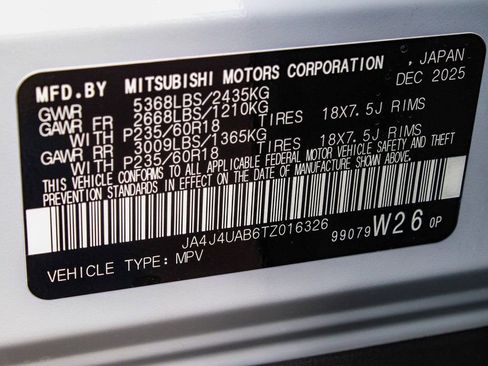 MFD.BY MITSUBISHI MOTORS CORPORATION , JAPAN
GVWR 5368LBS/2435KG DEC 2025
GAWR FR 2668LBS/1210KG
WITH P235/60R18 TIRES 18X7.5J RIMS
GAWR RR 3009LBS/1365KG
WITH P235/60R18 TIRES 18X7.5J RIMS
THIS VEHICLE CONFORMS TO ALL APPLICABLE FEDERAL MOTOR VEHICLE SAFETY AND THEFT
PREVENTION STANDARDS IN EFFECT ON THE DATE OF MANUFACTURE SHOWN ABOVE.
JA4J4UAB6TZ016326
99079 W26 0P
VEHICLE TYPE: MPV